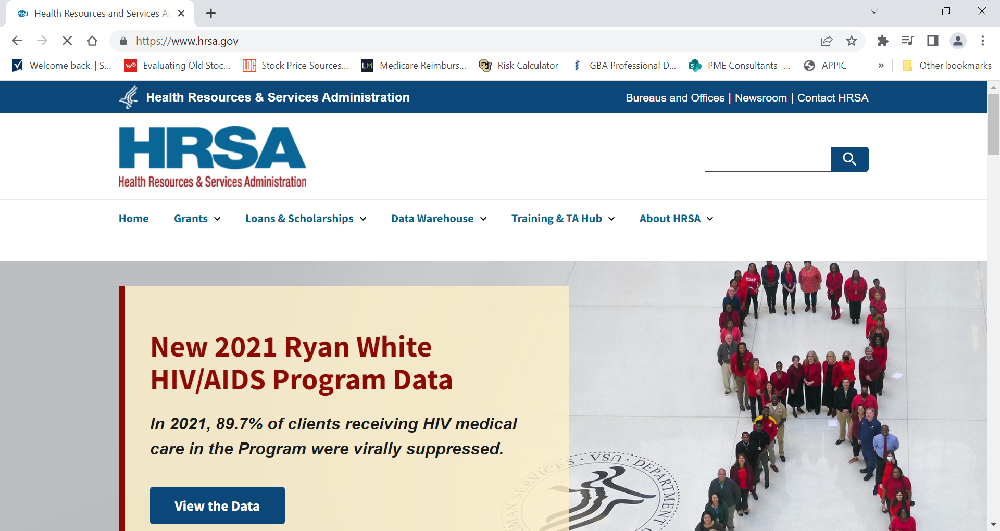 Health Resources and Services Ac
https://www.hrsa.gov
Welcome back. | S... Evaluating Old Stoc... Stock Price Sources... Medicare Reimburs... Risk Calculator GBA Professional D... PME Consultants -... APPIC » Other bookmarks
Health Resources & Services Administration
Bureaus and Offices | Newsroom | Contact HRSA
HRSA
Health Resources & Services Administration
Home Grants Loans & Scholarships Data Warehouse Training & TA Hub About HRSA
New 2021 Ryan White
HIV/AIDS Program Data
In 2021, 89.7% of clients receiving HIV medical
care in the Program were virally suppressed.
View the Data
SERVICES · USA · DEPARTMENT